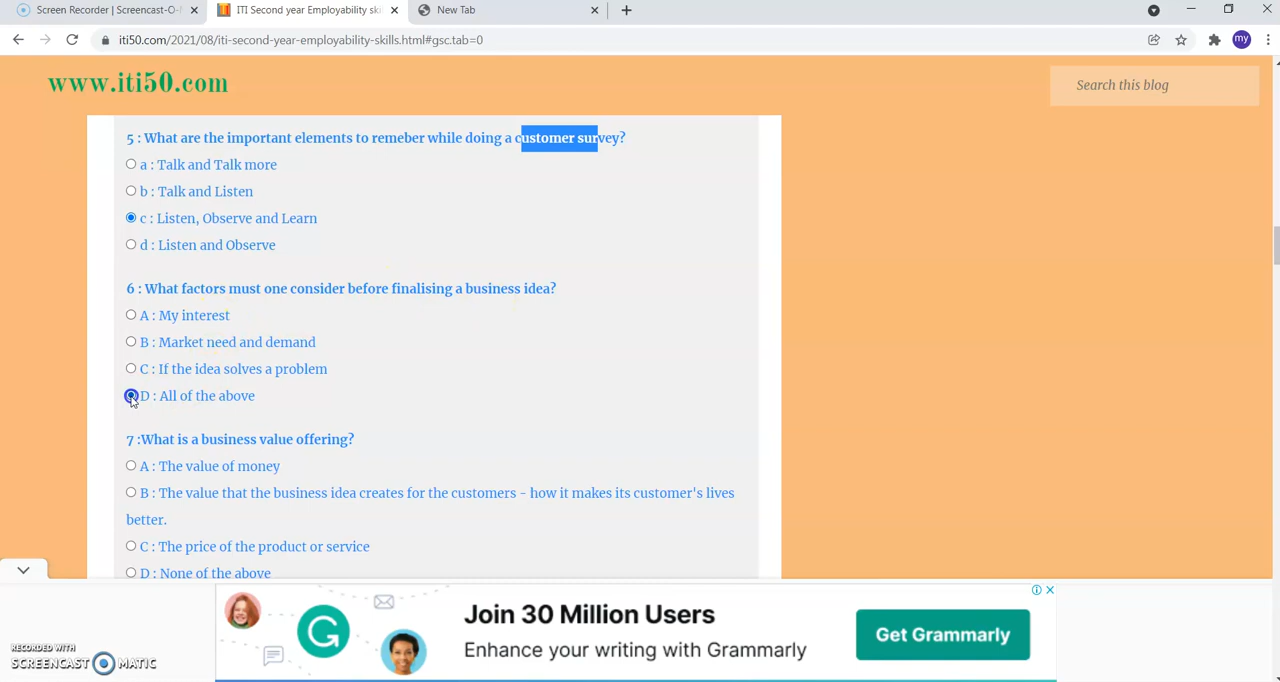 Screen Recorder | Screencast-O-
ITI Second year Employability sk
New Tab
iti50.com/2021/08/iti-second-year-employability-skills.html#gsc.tab=0
my
www.iti50.com
Search this blog
5 : What are the important elements to remeber while doing a customer survey?
a : Talk and Talk more
b : Talk and Listen
c : Listen, Observe and Learn
d : Listen and Observe
6 : What factors must one consider before finalising a business idea?
A : My interest
B : Market need and demand
C : If the idea solves a problem
D : All of the above
7 :What is a business value offering?
A : The value of money
B : The value that the business idea creates for the customers - how it makes its customer's lives
better.
C : The price of the product or service
D : None of the above
Join 30 Million Users
Enhance your writing with Grammarly
Get Grammarly
RECORDED WITH
SCREENCAST MATIC